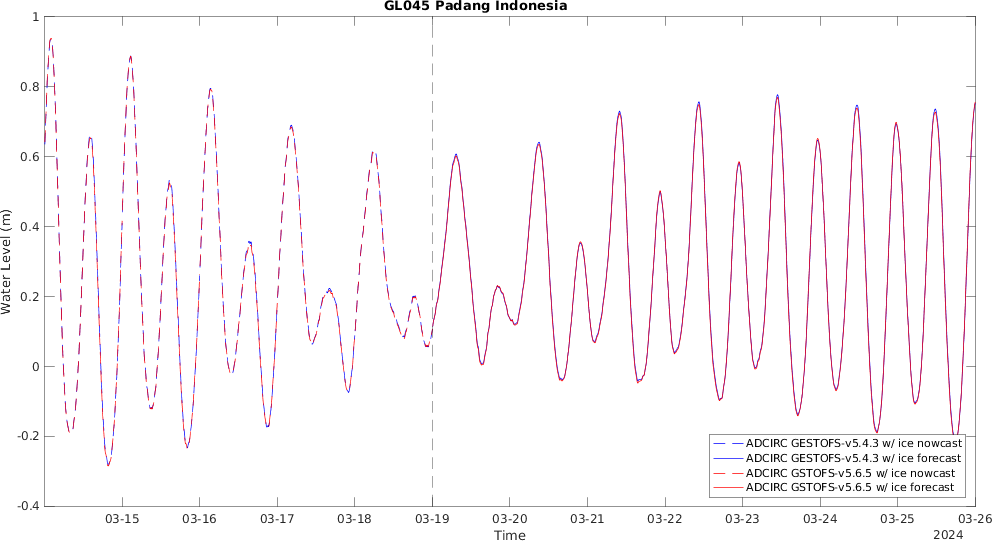 GL045 Padang Indonesia
1
0.8
0.6
0.4
0.2
0
-0.2
-0.4
Water Level (m)
03-15 03-16 03-17 03-18 03-19 03-20 03-21 03-22 03-23 03-24 03-25 03-26
Time
2024
ADCIRC GESTOFS-v5.4.3 w/ ice nowcast
ADCIRC GESTOFS-v5.4.3 w/ ice forecast
ADCIRC GSTOFS-v5.6.5 w/ ice nowcast
ADCIRC GSTOFS-v5.6.5 w/ ice forecast